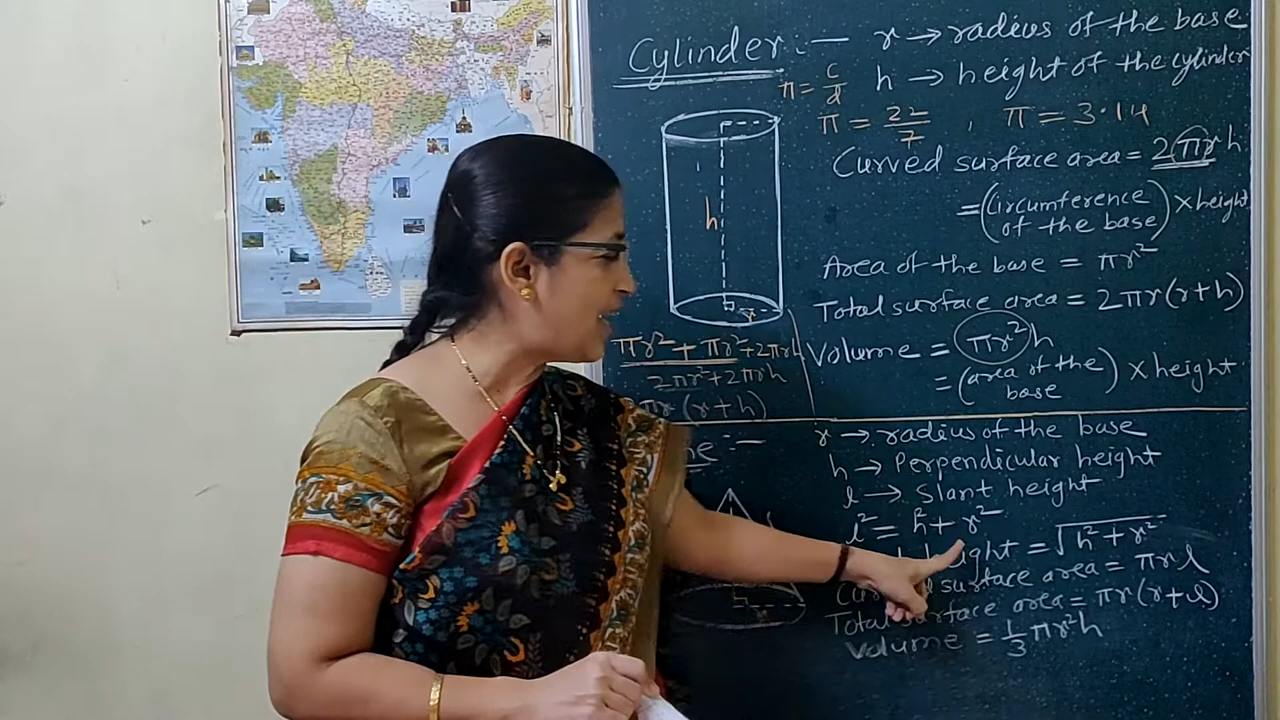 Cylinder :— r → radius of the base
π = c/d h → height of the cylinder
π = 22/7 , π = 3.14
Curved surface area = 2πrh
= (circumference of the base) × height
h
Area of the base = πr²
r
Total surface area = 2πr(r+h)
πr² + πr² + 2πrh
Volume = πr²h
2πr² + 2πrh
= (area of the base) × height
πr (r+h)
:— r → radius of the base
h → Perpendicular height
l → Slant height
l² = h² + r²
height = √h² + r²
surface area = πrl
Total surface area = πr(r+l)
Volume = 1/3 πr²h
r